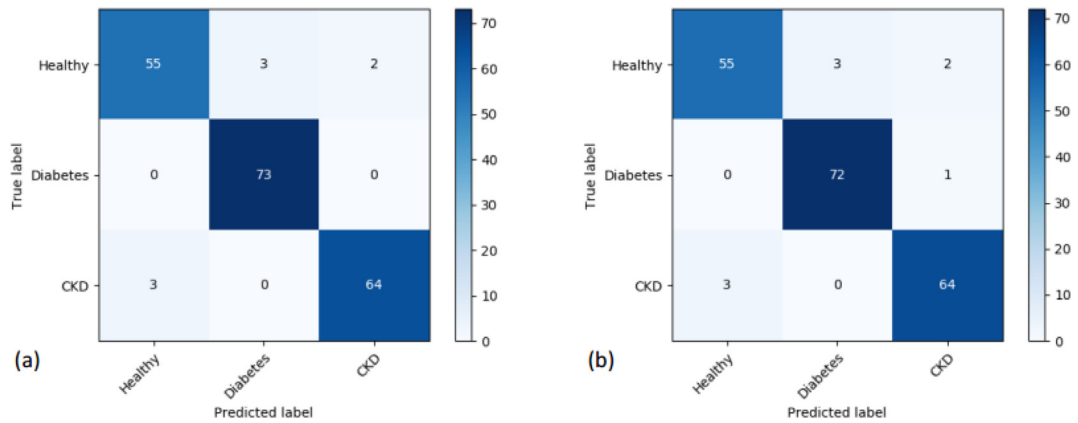 Healthy 55 3 2
Diabetes 0 73 0
CKD 3 0 64
True label
Healthy Diabetes CKD
Predicted label
70
60
50
40
30
20
10
0
(a)
Healthy 55 3 2
Diabetes 0 72 1
CKD 3 0 64
True label
Healthy Diabetes CKD
Predicted label
70
60
50
40
30
20
10
0
(b)